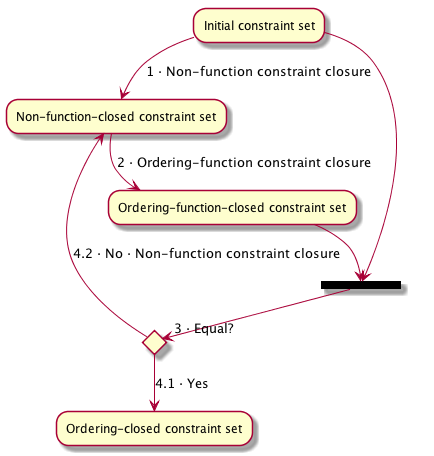 Initial constraint set
1 · Non-function constraint closure
Non-function-closed constraint set
2 · Ordering-function constraint closure
Ordering-function-closed constraint set
4.2 · No · Non-function constraint closure
3 · Equal?
4.1 · Yes
Ordering-closed constraint set